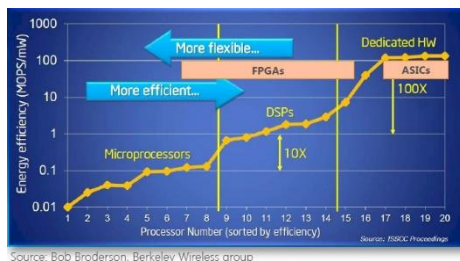 1000
100
10
1
0.1
0.01
Energy efficiency (MOPS/mW)
More flexible...
More efficient...
FPGAs
Dedicated HW
ASICs
100X
DSPs
10X
Microprocessors
1 2 3 4 5 6 7 8 9 10 11 12 13 14 15 16 17 18 19 20
Processor Number (sorted by efficiency)
Source: ISSCC Proceedings
Source: Bob Broderson, Berkeley Wireless group